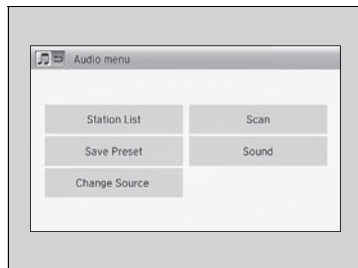 Audio menu
Station List
Scan
Save Preset
Sound
Change Source